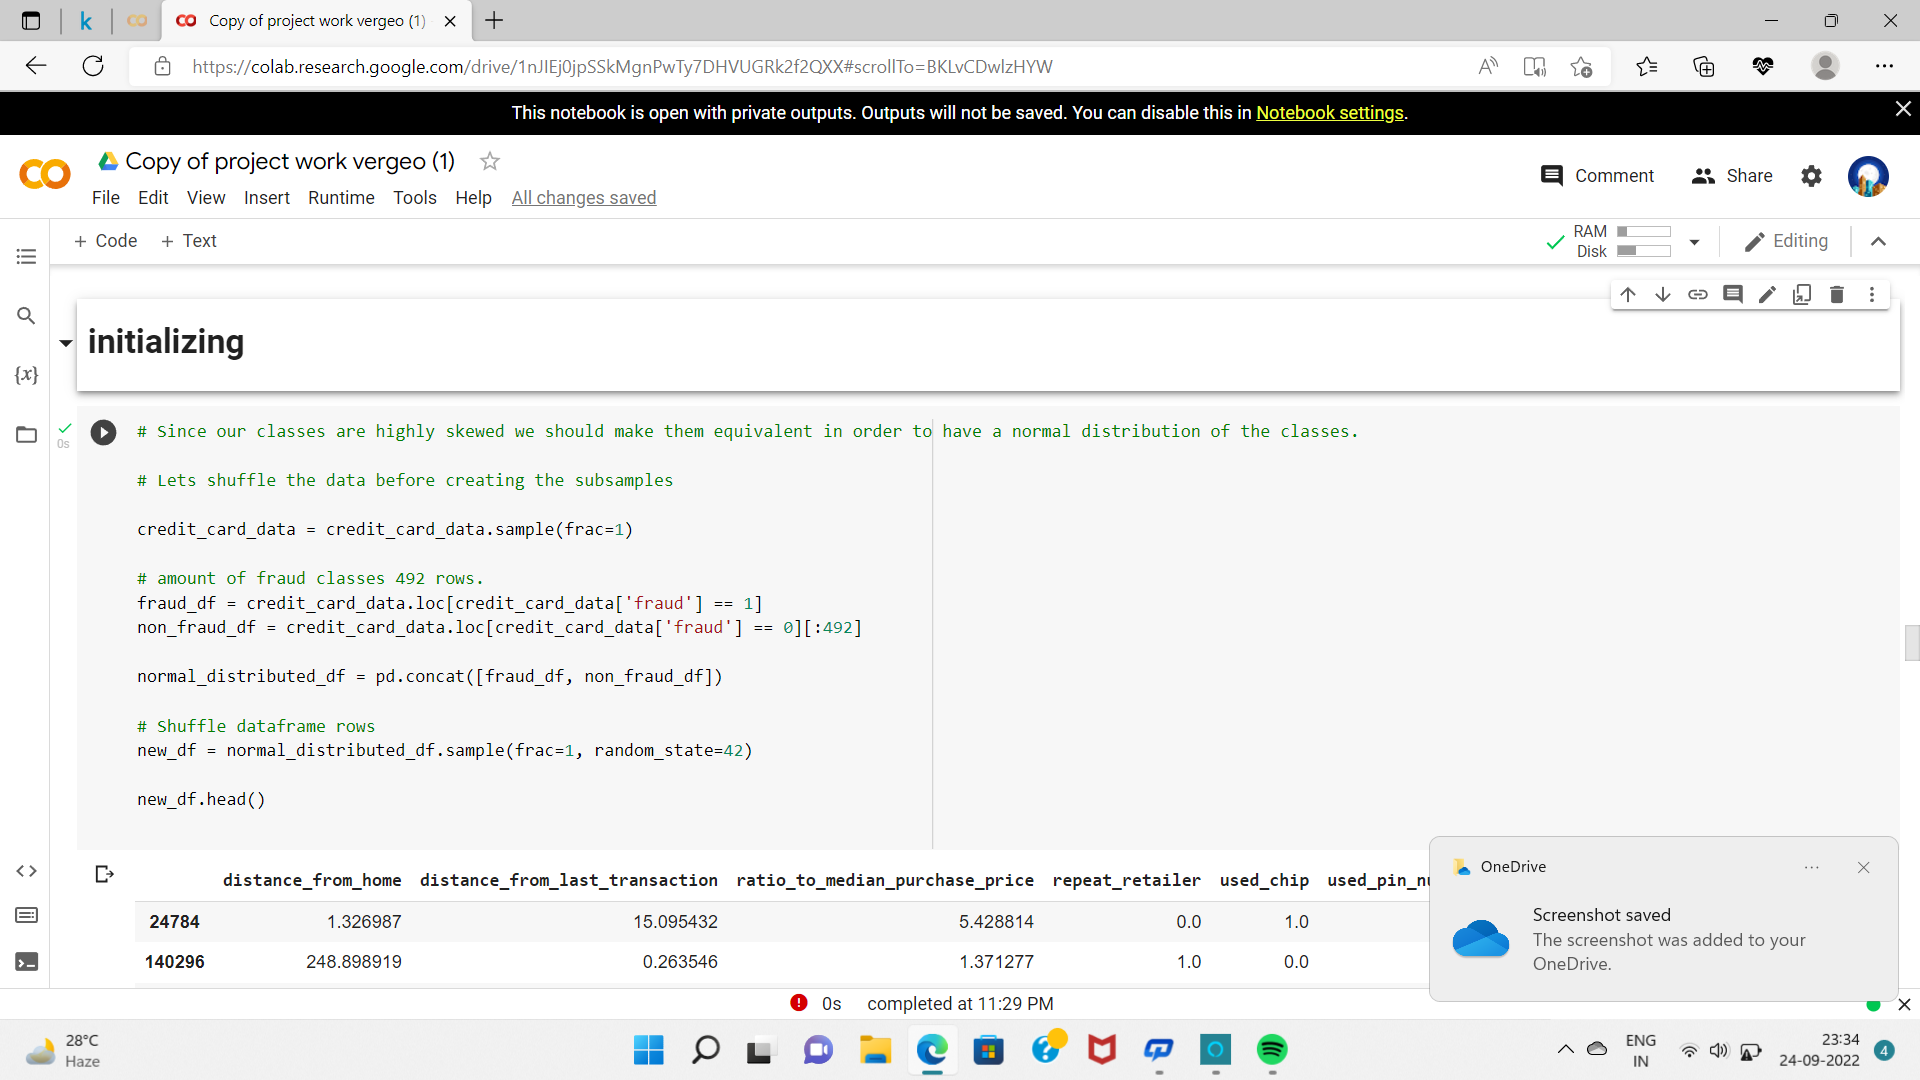 Copy of project work vergeo (1)
https://colab.research.google.com/drive/1nJIEj0jpSSkMgnPwTy7DHVUGRk2f2QXX#scrollTo=BKLvCDwlzHYW
This notebook is open with private outputs. Outputs will not be saved. You can disable this in Notebook settings.
Copy of project work vergeo (1)
Comment Share
File Edit View Insert Runtime Tools Help All changes saved
+ Code + Text
RAM
Disk
Editing
initializing
0s
# Since our classes are highly skewed we should make them equivalent in order to have a normal distribution of the classes.
# Lets shuffle the data before creating the subsamples
credit_card_data = credit_card_data.sample(frac=1)
# amount of fraud classes 492 rows.
fraud_df = credit_card_data.loc[credit_card_data['fraud'] == 1]
non_fraud_df = credit_card_data.loc[credit_card_data['fraud'] == 0][:492]
normal_distributed_df = pd.concat([fraud_df, non_fraud_df])
# Shuffle dataframe rows
new_df = normal_distributed_df.sample(frac=1, random_state=42)
new_df.head()
distance_from_home distance_from_last_transaction ratio_to_median_purchase_price repeat_retailer used_chip used_pin_nu
24784 1.326987 15.095432 5.428814 0.0 1.0
140296 248.898919 0.263546 1.371277 1.0 0.0
OneDrive
Screenshot saved
The screenshot was added to your
OneDrive.
0s completed at 11:29 PM
28°C
Haze
ENG
IN
23:34
24-09-2022
4